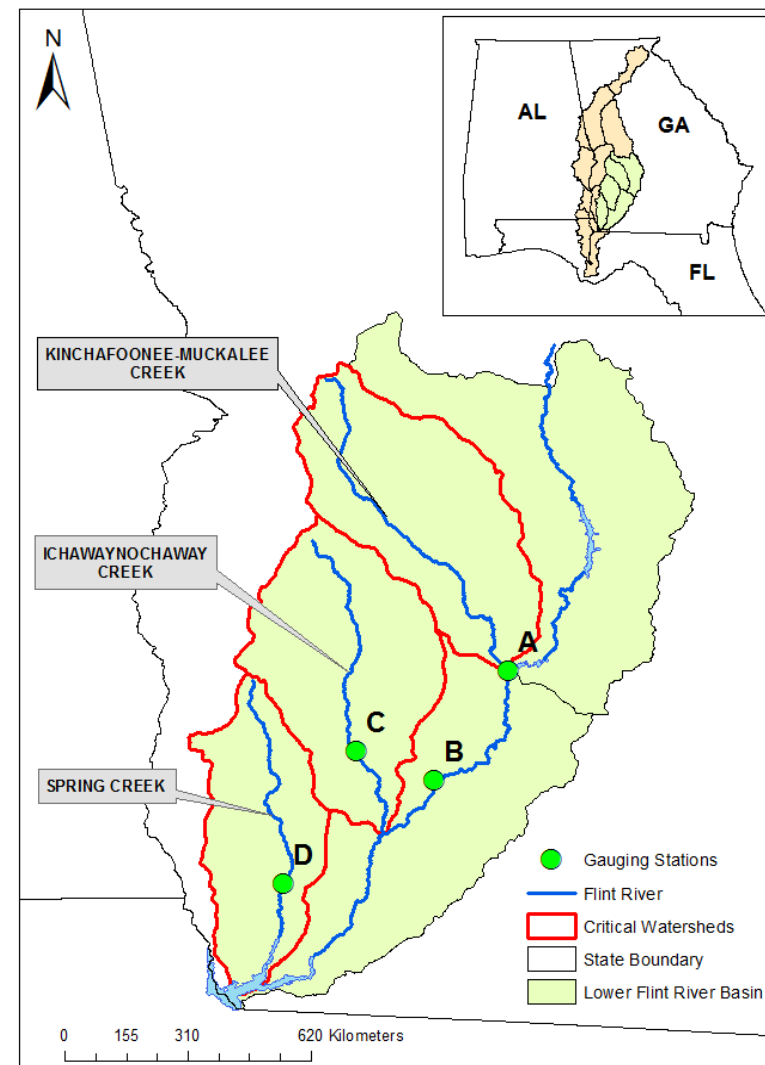 N
AL
GA
FL
KINCHAFOONEE-MUCKALEE
CREEK
ICHAWAYNOCHAWAY
CREEK
A
C
B
SPRING CREEK
D
Gauging Stations
Flint River
Critical Watersheds
State Boundary
Lower Flint River Basin
0 155 310 620 Kilometers